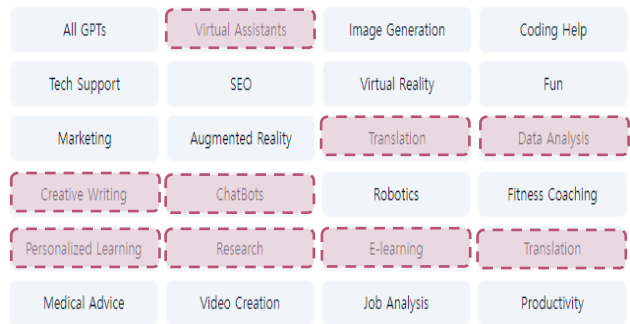 All GPTs Virtual Assistants Image Generation Coding Help
Tech Support SEO Virtual Reality Fun
Marketing Augmented Reality Translation Data Analysis
Creative Writing ChatBots Robotics Fitness Coaching
Personalized Learning Research E-learning Translation
Medical Advice Video Creation Job Analysis Productivity